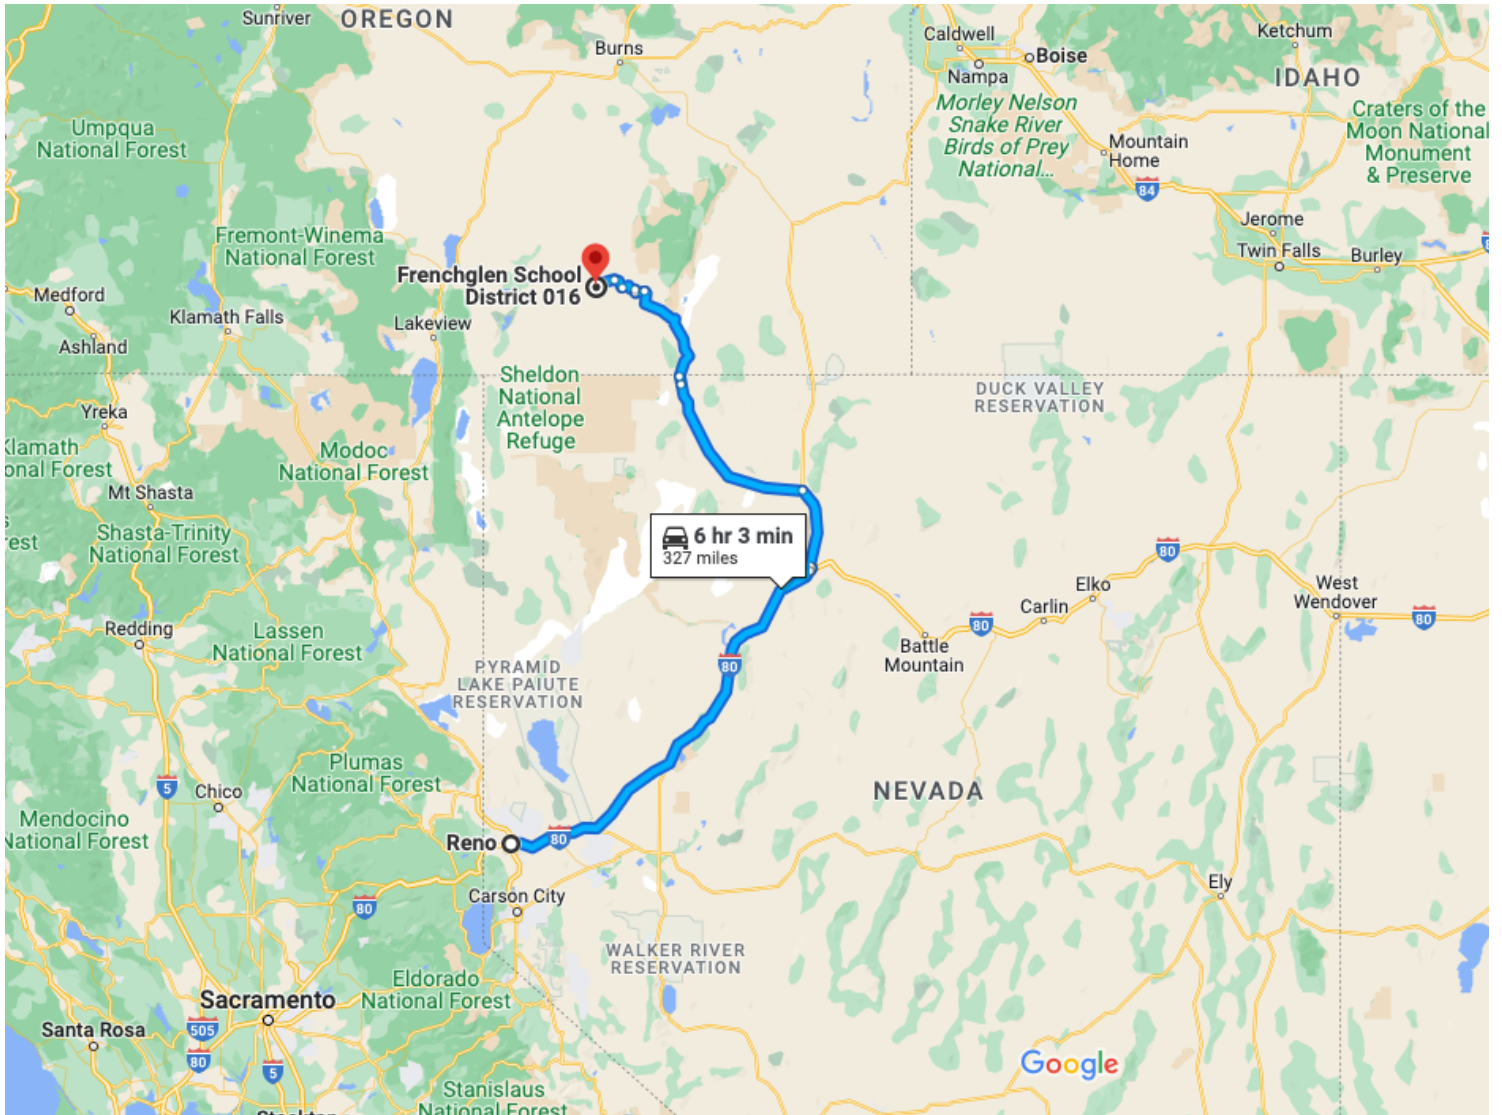 Sunriver
OREGON
Burns
Caldwell
Boise
Nampa
Ketchum
IDAHO
Morley Nelson
Snake River
Birds of Prey
National...
Craters of the
Moon National
Monument
& Preserve
Umpqua
National Forest
Mountain
Home
84
Jerome
Twin Falls
Burley
Fremont-Winema
National Forest
Frenchglen School
District 016
Medford
Klamath Falls
Lakeview
Ashland
Sheldon
National
Antelope
Refuge
DUCK VALLEY
RESERVATION
Yreka
Klamath
onal Forest
Modoc
National Forest
Mt Shasta
Shasta-Trinity
National Forest
est
6 hr 3 min
327 miles
80
Elko
Carlin
West
Wendover
80
80
Battle
Mountain
Redding
Lassen
National Forest
PYRAMID
LAKE PAIUTE
RESERVATION
80
Plumas
National Forest
5
Chico
NEVADA
Mendocino
National Forest
Reno
80
Carson City
Ely
80
WALKER RIVER
RESERVATION
Eldorado
National Forest
Sacramento
Santa Rosa
505
80
5
Stanislaus
National Forest
Google